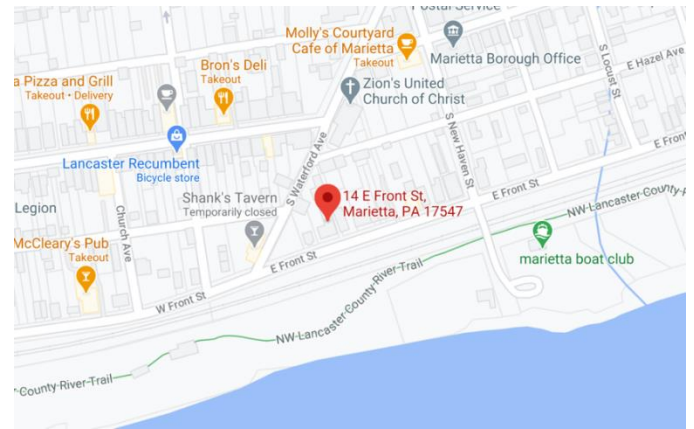 Postal Service
Molly's Courtyard
Cafe of Marietta
Takeout
Marietta Borough Office
S Locust St
E Hazel Ave
Bron's Deli
Takeout
a Pizza and Grill
Takeout • Delivery
Zion's United
Church of Christ
S New Haven St
E Front
Lancaster Recumbent
Bicycle store
S Waterford Ave
14 E Front St,
Marietta, PA 17547
E Front St
NW Lancaster County R
Shank's Tavern
Temporarily closed
Legion
Church Ave
McCleary's Pub
Takeout
marietta boat club
E Front St
W Front St
NW Lancaster County River Trail
County River Trail